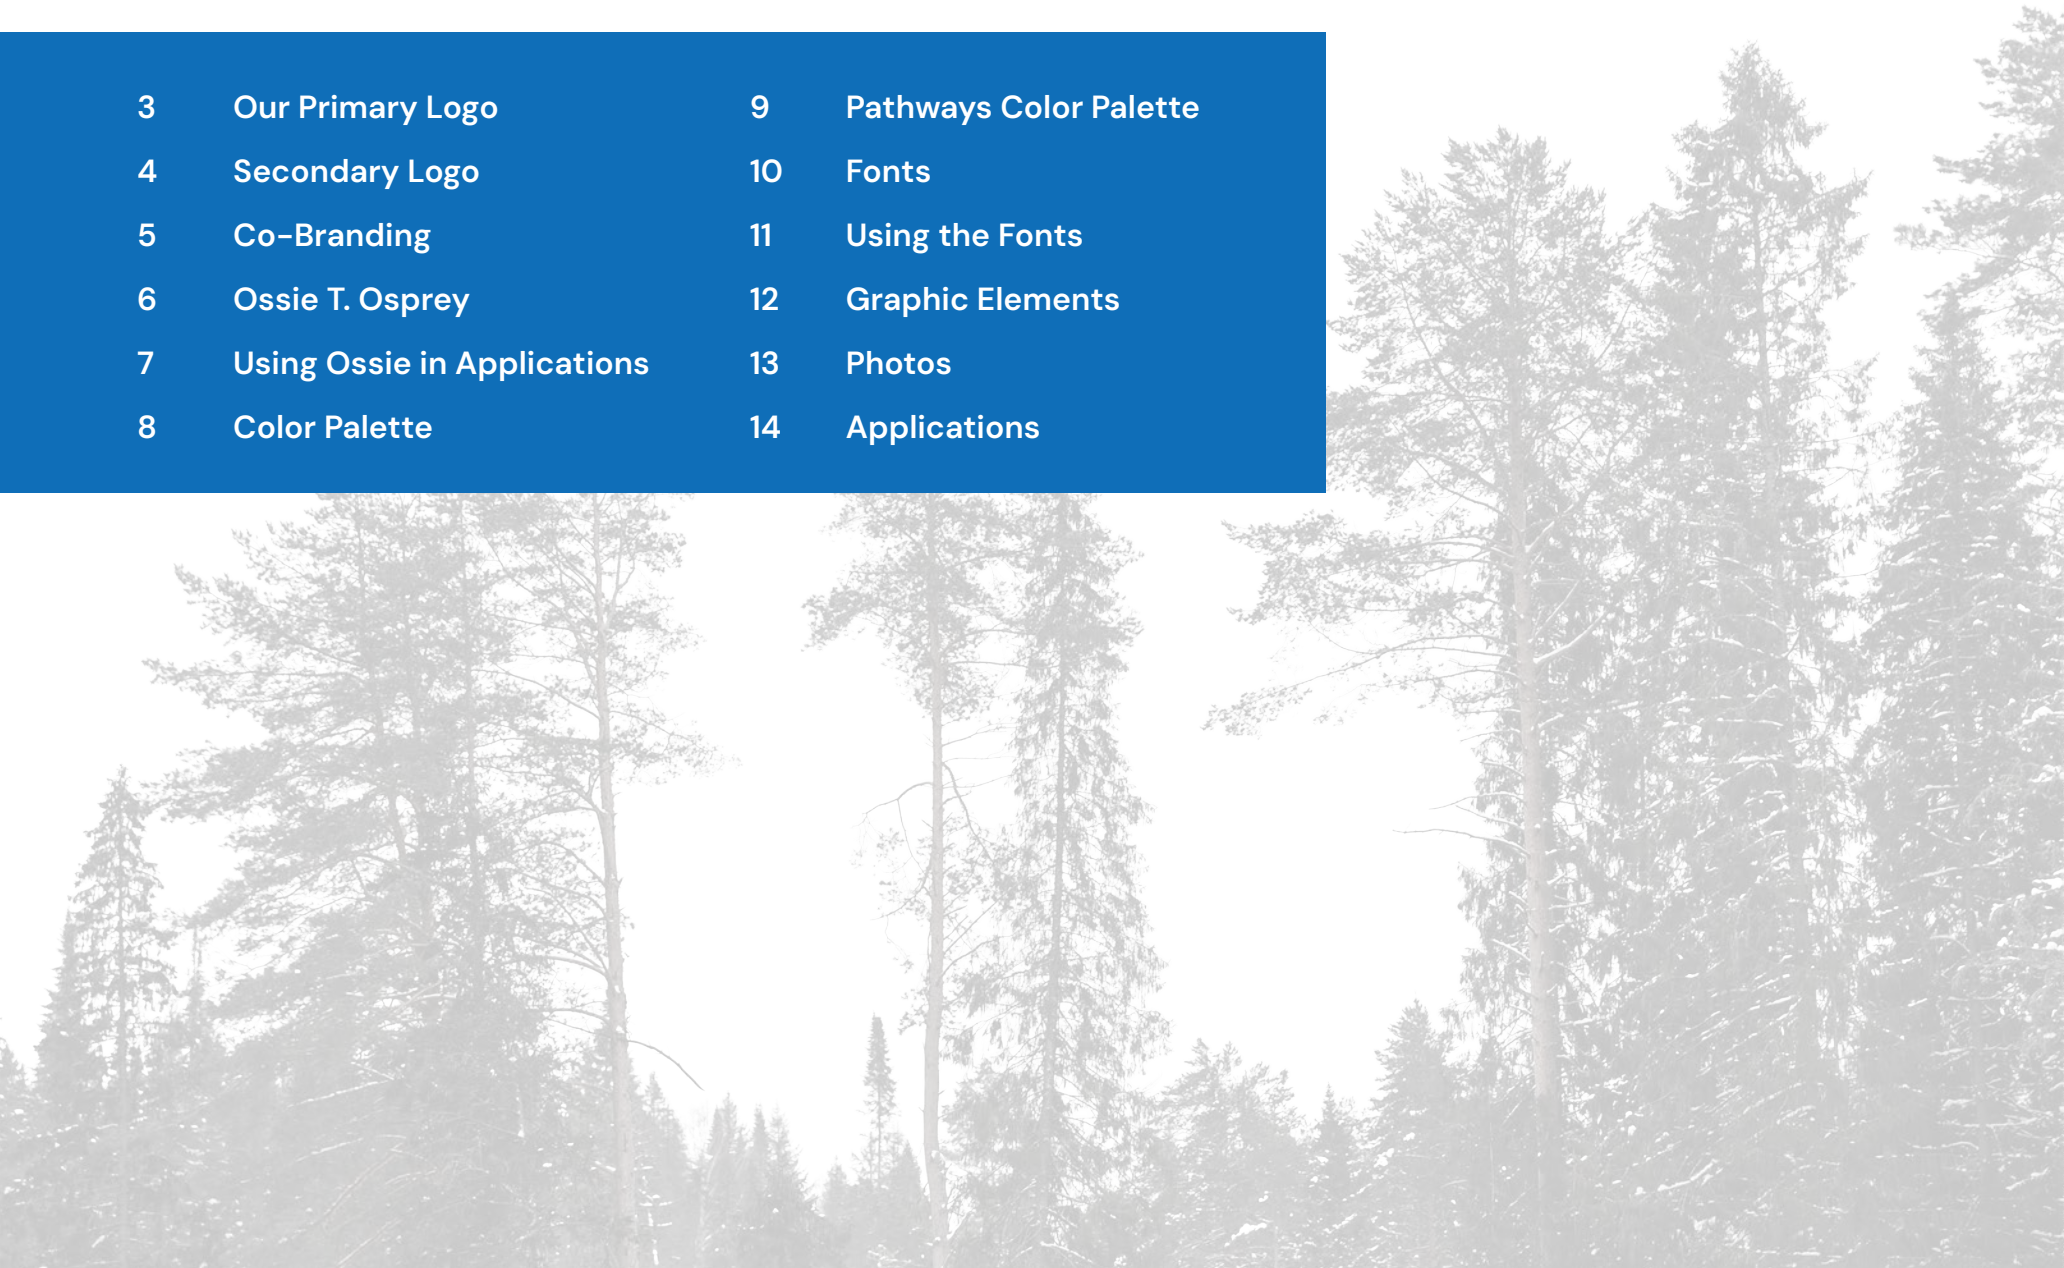 3 Our Primary Logo
4 Secondary Logo
5 Co-Branding
6 Ossie T. Osprey
7 Using Ossie in Applications
8 Color Palette
9 Pathways Color Palette
10 Fonts
11 Using the Fonts
12 Graphic Elements
13 Photos
14 Applications